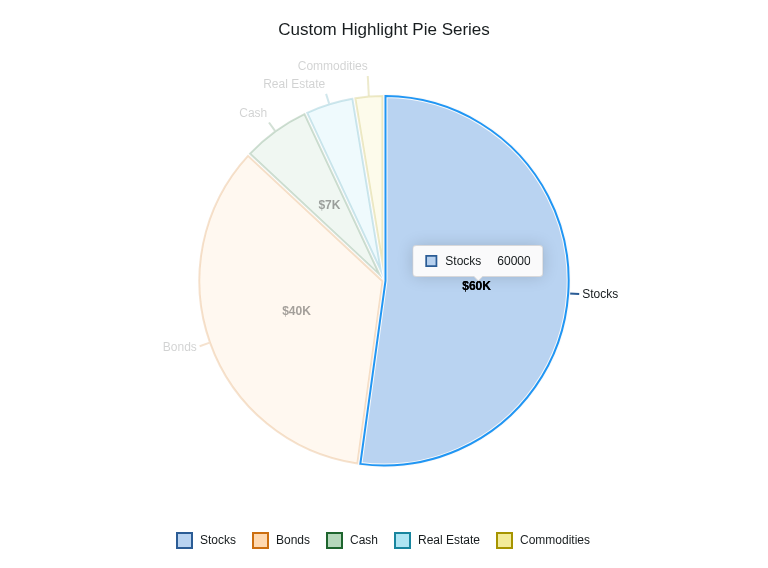 Custom Highlight Pie Series
Commodities
Real Estate
Cash
$7K
Stocks 60000
$60K
Stocks
$40K
Bonds
Stocks Bonds Cash Real Estate Commodities